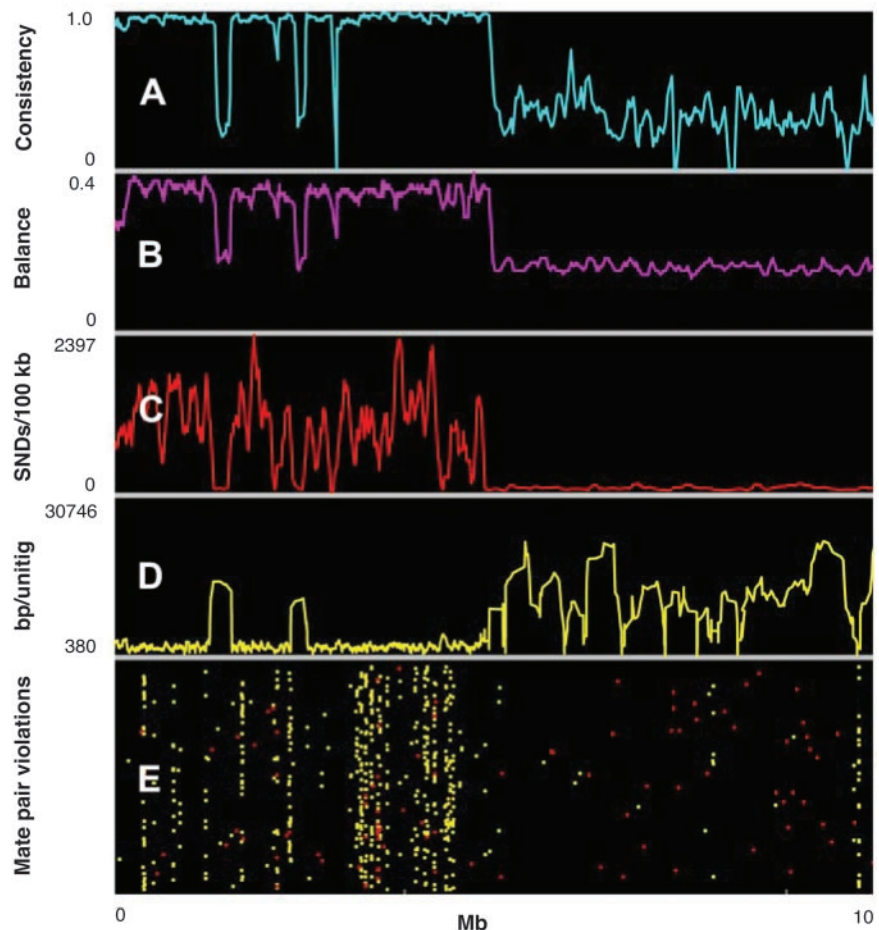 1.0
Consistency
A
0
0.4
Balance
B
0
2397
SNDs/100 kb
C
0
30746
bp/unitig
D
380
Mate pair violations
E
0
Mb
10